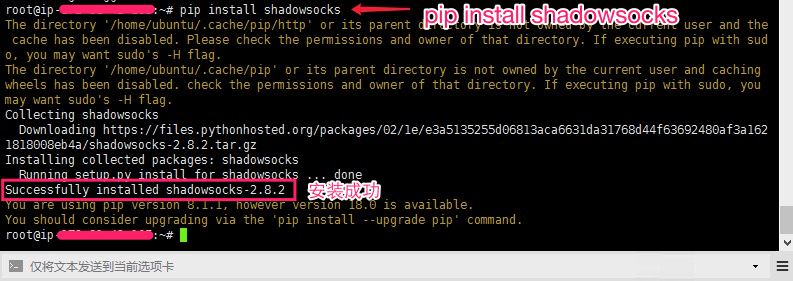 root@ip-:~# pip install shadowsocks
pip install shadowsocks
The directory '/home/ubuntu/.cache/pip/http' or its parent directory is not owned by the current user and the
 cache has been disabled. Please check the permissions and owner of that directory. If executing pip with sud
o, you may want sudo's -H flag.
The directory '/home/ubuntu/.cache/pip' or its parent directory is not owned by the current user and caching
wheels has been disabled. check the permissions and owner of that directory. If executing pip with sudo, you
may want sudo's -H flag.
Collecting shadowsocks
  Downloading https://files.pythonhosted.org/packages/02/1e/e3a5135255d06813aca6631da31768d44f63692480af3a162
1818008eb4a/shadowsocks-2.8.2.tar.gz
Installing collected packages: shadowsocks
  Running setup.py install for shadowsocks ... done
Successfully installed shadowsocks-2.8.2
安装成功
You are using pip version 8.1.1, however version 18.0 is available.
You should consider upgrading via the 'pip install --upgrade pip' command.
root@ip-:~#
仅将文本发送到当前选项卡